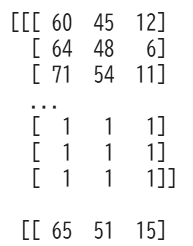 [[[ 60 45 12]
[ 64 48 6]
[ 71 54 11]
...
[ 1 1 1]
[ 1 1 1]
[ 1 1 1]]
[[ 65 51 15]